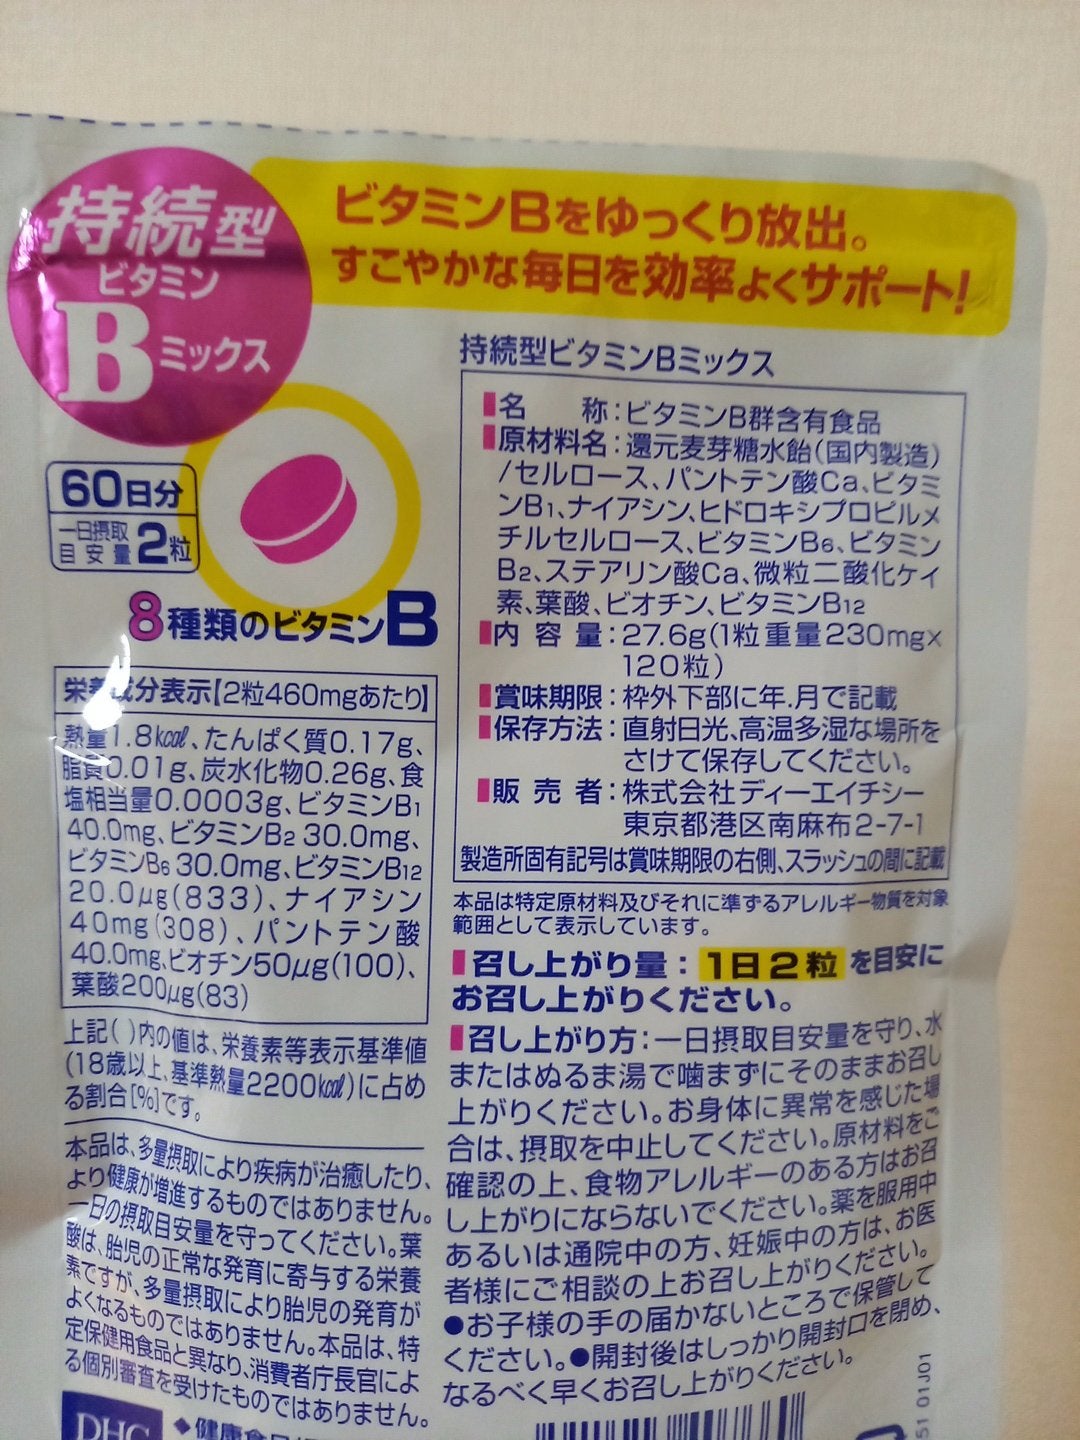 持続型
ビタミン
B ミックス
ビタミンBをゆっくり放出。
すこやかな毎日を効率よくサポート!
60日分
一日摂取
目安量 2粒
8種類のビタミンB
栄養成分表示【2粒460mgあたり】
熱量1.8kcal、たんぱく質0.17g、
脂質0.01g、炭水化物0.26g、食
塩相当量0.0003g、ビタミンB1
40.0mg、ビタミンB2 30.0mg、
ビタミンB6 30.0mg、ビタミンB12
20.0μg(833)、ナイアシン
40mg(308)、パントテン酸
40.0mg、ビオチン50μg(100)、
葉酸200μg(83)
上記( )内の値は、栄養素等表示基準値
(18歳以上、基準熱量2200kcal)に占め
る割合[%]です。
本品は、多量摂取により疾病が治癒したり、
より健康が増進するものではありません。
一日の摂取目安量を守ってください。葉
酸は、胎児の正常な発育に寄与する栄養
素ですが、多量摂取により胎児の発育が
よくなるものではありません。本品は、特
定保健用食品と異なり、消費者庁長官によ
る個別審査を受けたものではありません。
DHC
◆健康食品
持続型ビタミンBミックス
名 称:ビタミンB群含有食品
原材料名:還元麦芽糖水飴(国内製造)
/セルロース、パントテン酸Ca、ビタミ
ンB1、ナイアシン、ヒドロキシプロピルメ
チルセルロース、ビタミンB6、ビタミン
B2、ステアリン酸Ca、微粒二酸化ケイ
素、葉酸、ビオチン、ビタミンB12
内容量:27.6g(1粒重量230mg×
120粒)
賞味期限:枠外下部に年.月で記載
保存方法:直射日光、高温多湿な場所を
さけて保存してください。
販売者:株式会社ディーエイチシー
東京都港区南麻布2-7-1
製造所固有記号は賞味期限の右側、スラッシュの間に記載
本品は特定原材料及びそれに準ずるアレルギー物質を対象
範囲として表示しています。
召し上がり量:1日2粒を目安に
お召し上がりください。
召し上がり方:一日摂取目安量を守り、水
またはぬるま湯で噛まずにそのままお召し
上がりください。お身体に異常を感じた場
合は、摂取を中止してください。原材料をご
確認の上、食物アレルギーのある方はお召
し上がりにならないでください。薬を服用中
あるいは通院中の方、妊娠中の方は、お医
者様にご相談の上お召し上がりください。
●お子様の手の届かないところで保管して
ください。●開封後はしっかり開封口を閉め、
なるべく早くお召し上がりください。
51 01J01